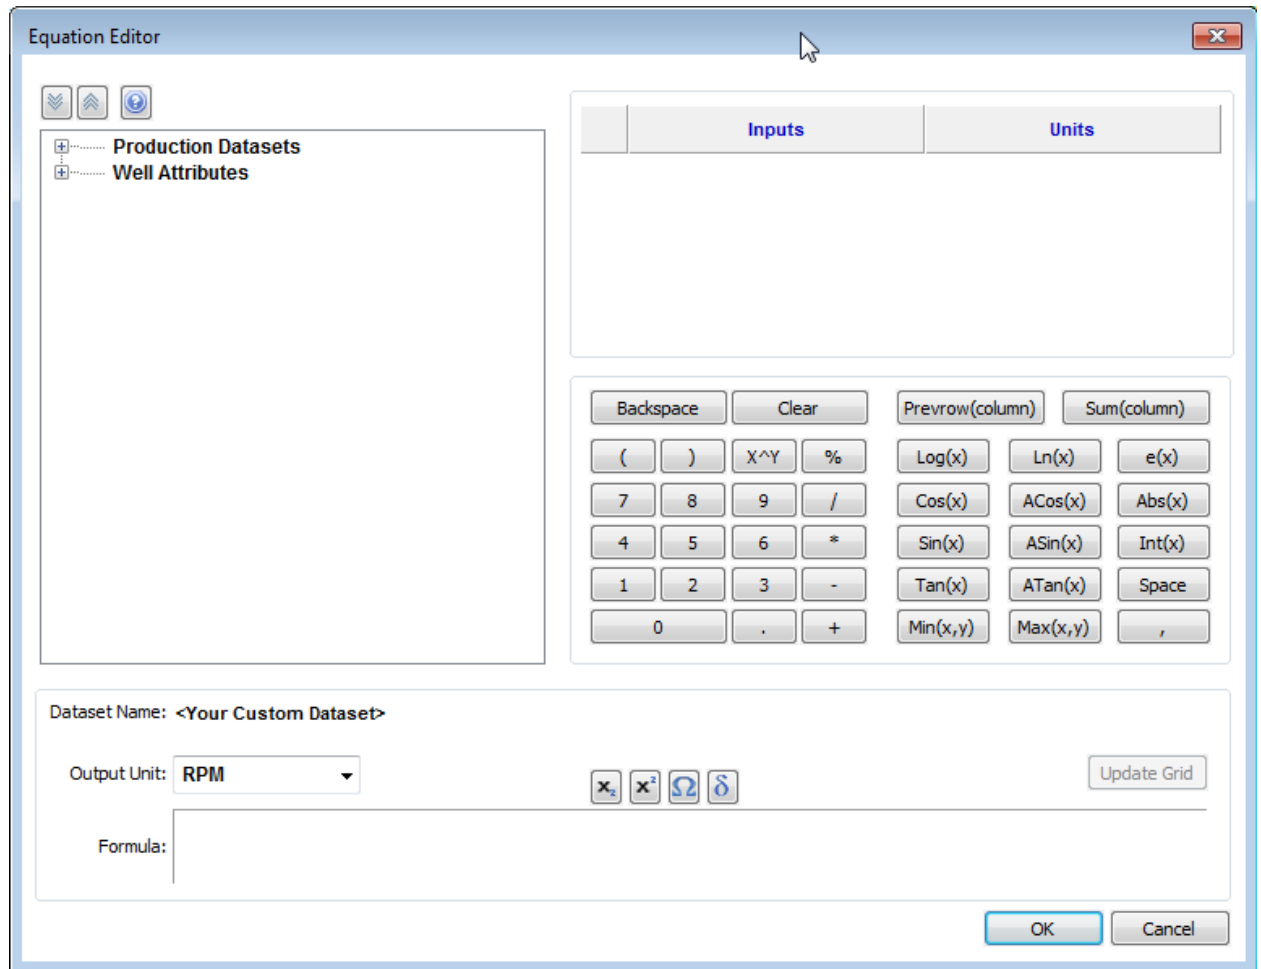 Equation Editor
Production Datasets
Well Attributes
Inputs Units
Backspace Clear Prevrow(column) Sum(column)
( ) X^Y % Log(x) Ln(x) e(x)
7 8 9 / Cos(x) ACos(x) Abs(x)
4 5 6 * Sin(x) ASin(x) Int(x)
1 2 3 - Tan(x) ATan(x) Space
0 . + Min(x,y) Max(x,y) ,
Dataset Name: <Your Custom Dataset>
Output Unit: RPM x₂ x² Ω δ Update Grid
Formula:
OK Cancel